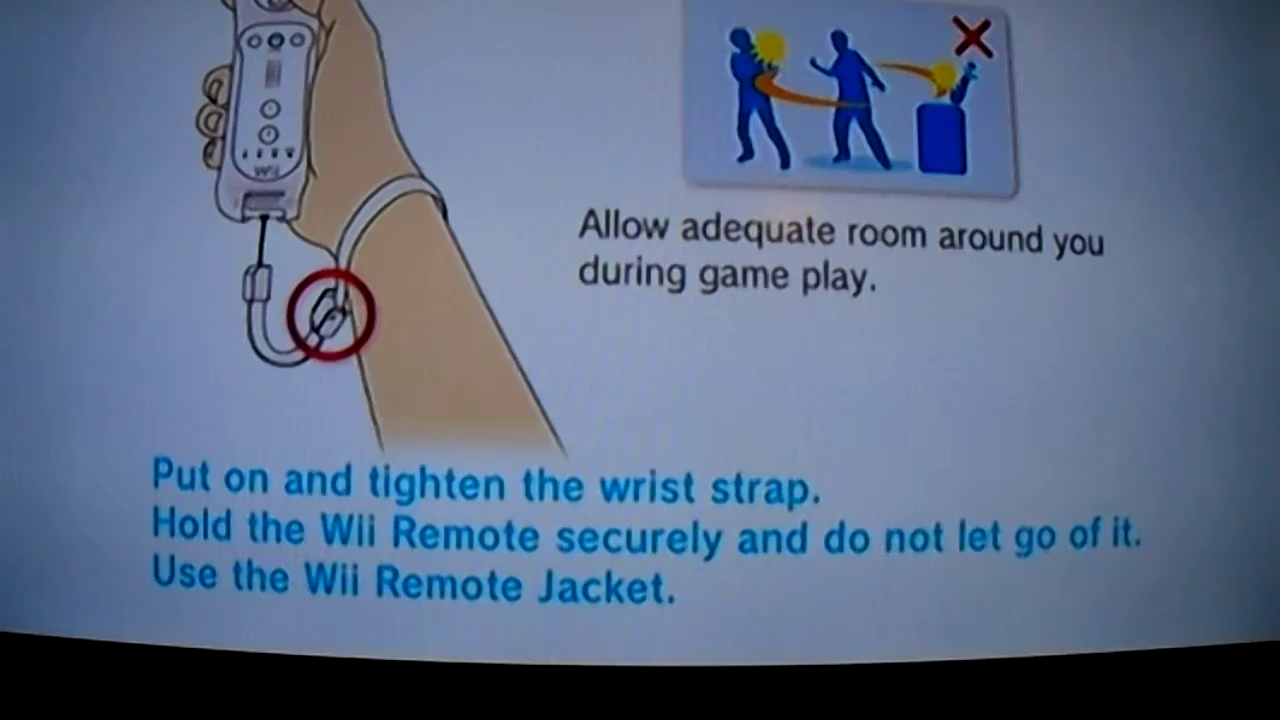 Wii
Allow adequate room around you
during game play.
Put on and tighten the wrist strap.
Hold the Wii Remote securely and do not let go of it.
Use the Wii Remote Jacket.